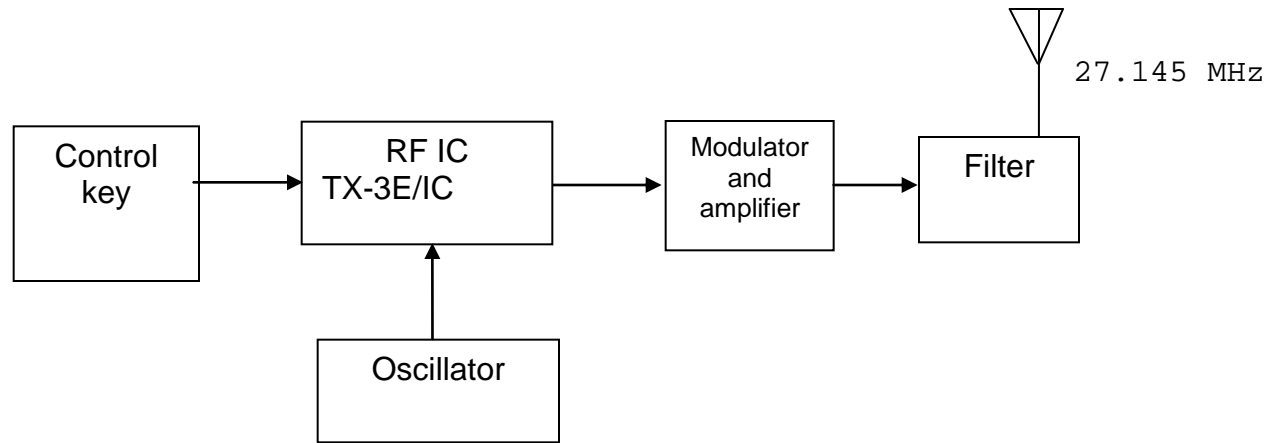 27.145 MHz
Control
key
RF IC
TX-3E/IC
Modulator
and
amplifier
Filter
Oscillator